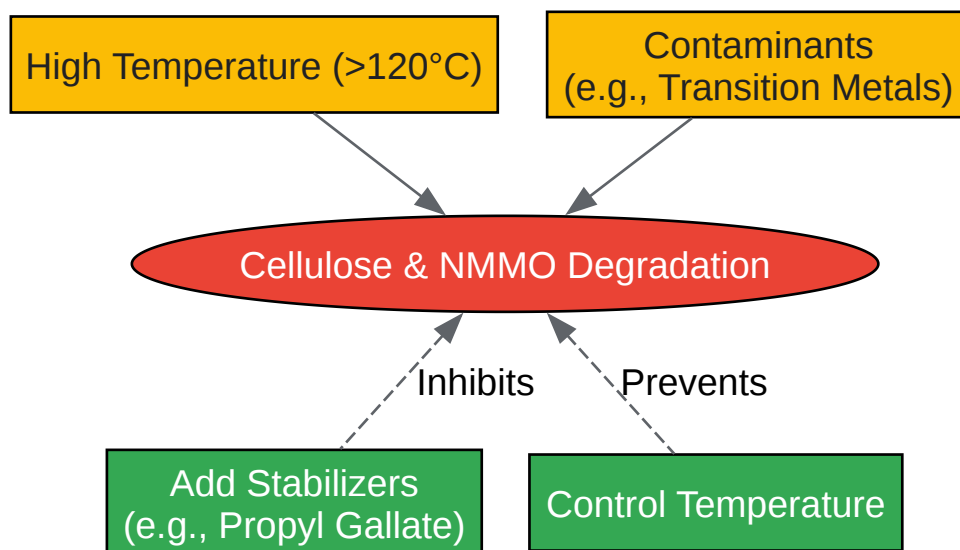 High Temperature (>120°C)
Contaminants
(e.g., Transition Metals)
Cellulose & NMMO Degradation
Inhibits
Prevents
Add Stabilizers
(e.g., Propyl Gallate)
Control Temperature